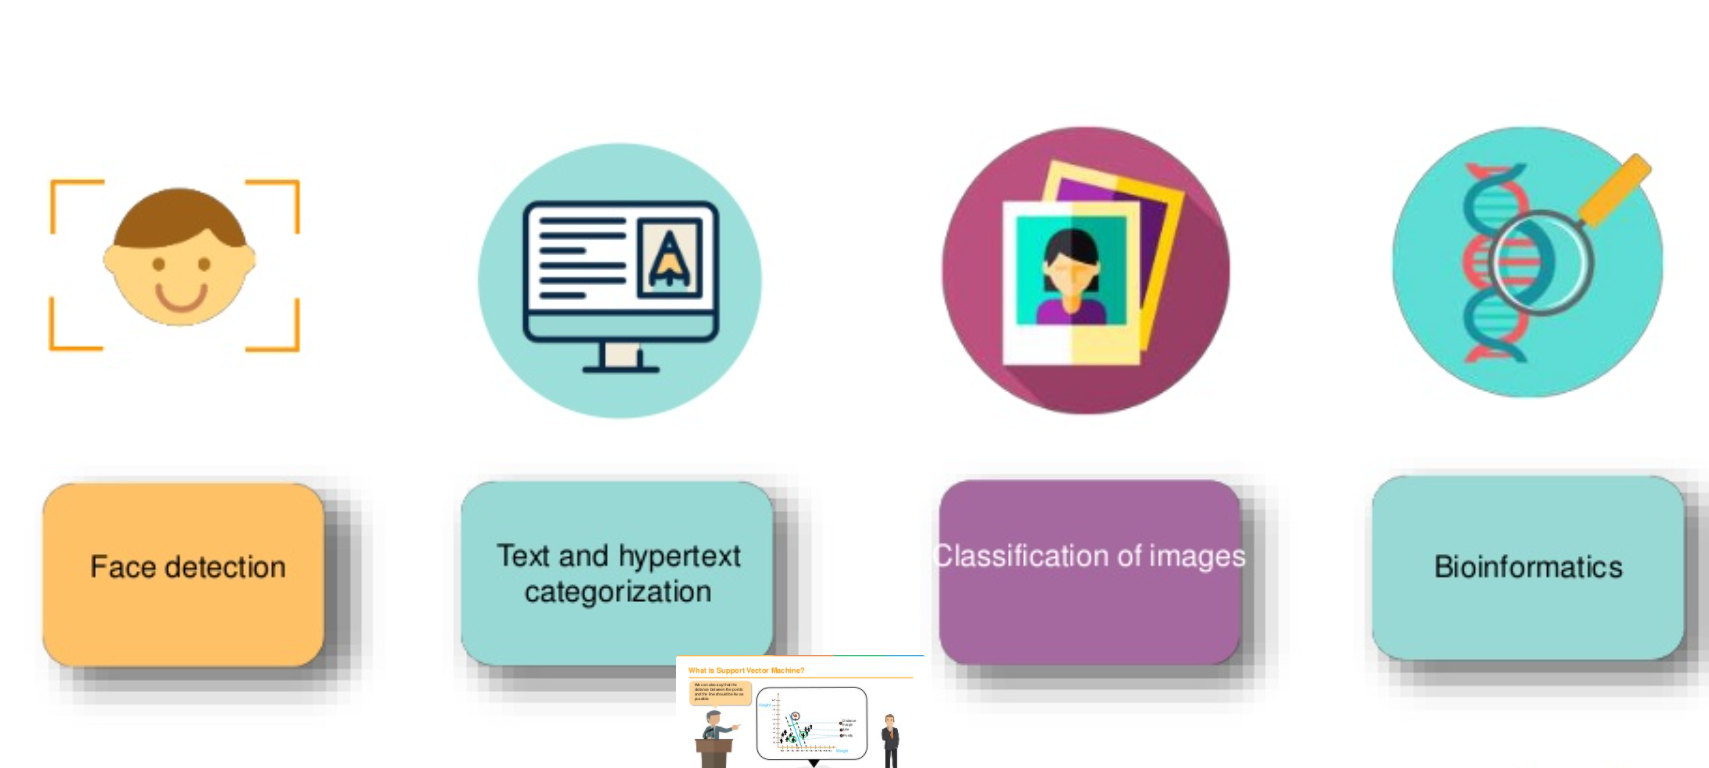 Face detection
Text and hypertext
categorization
Classification of images
Bioinformatics
What is Support Vector Machine?